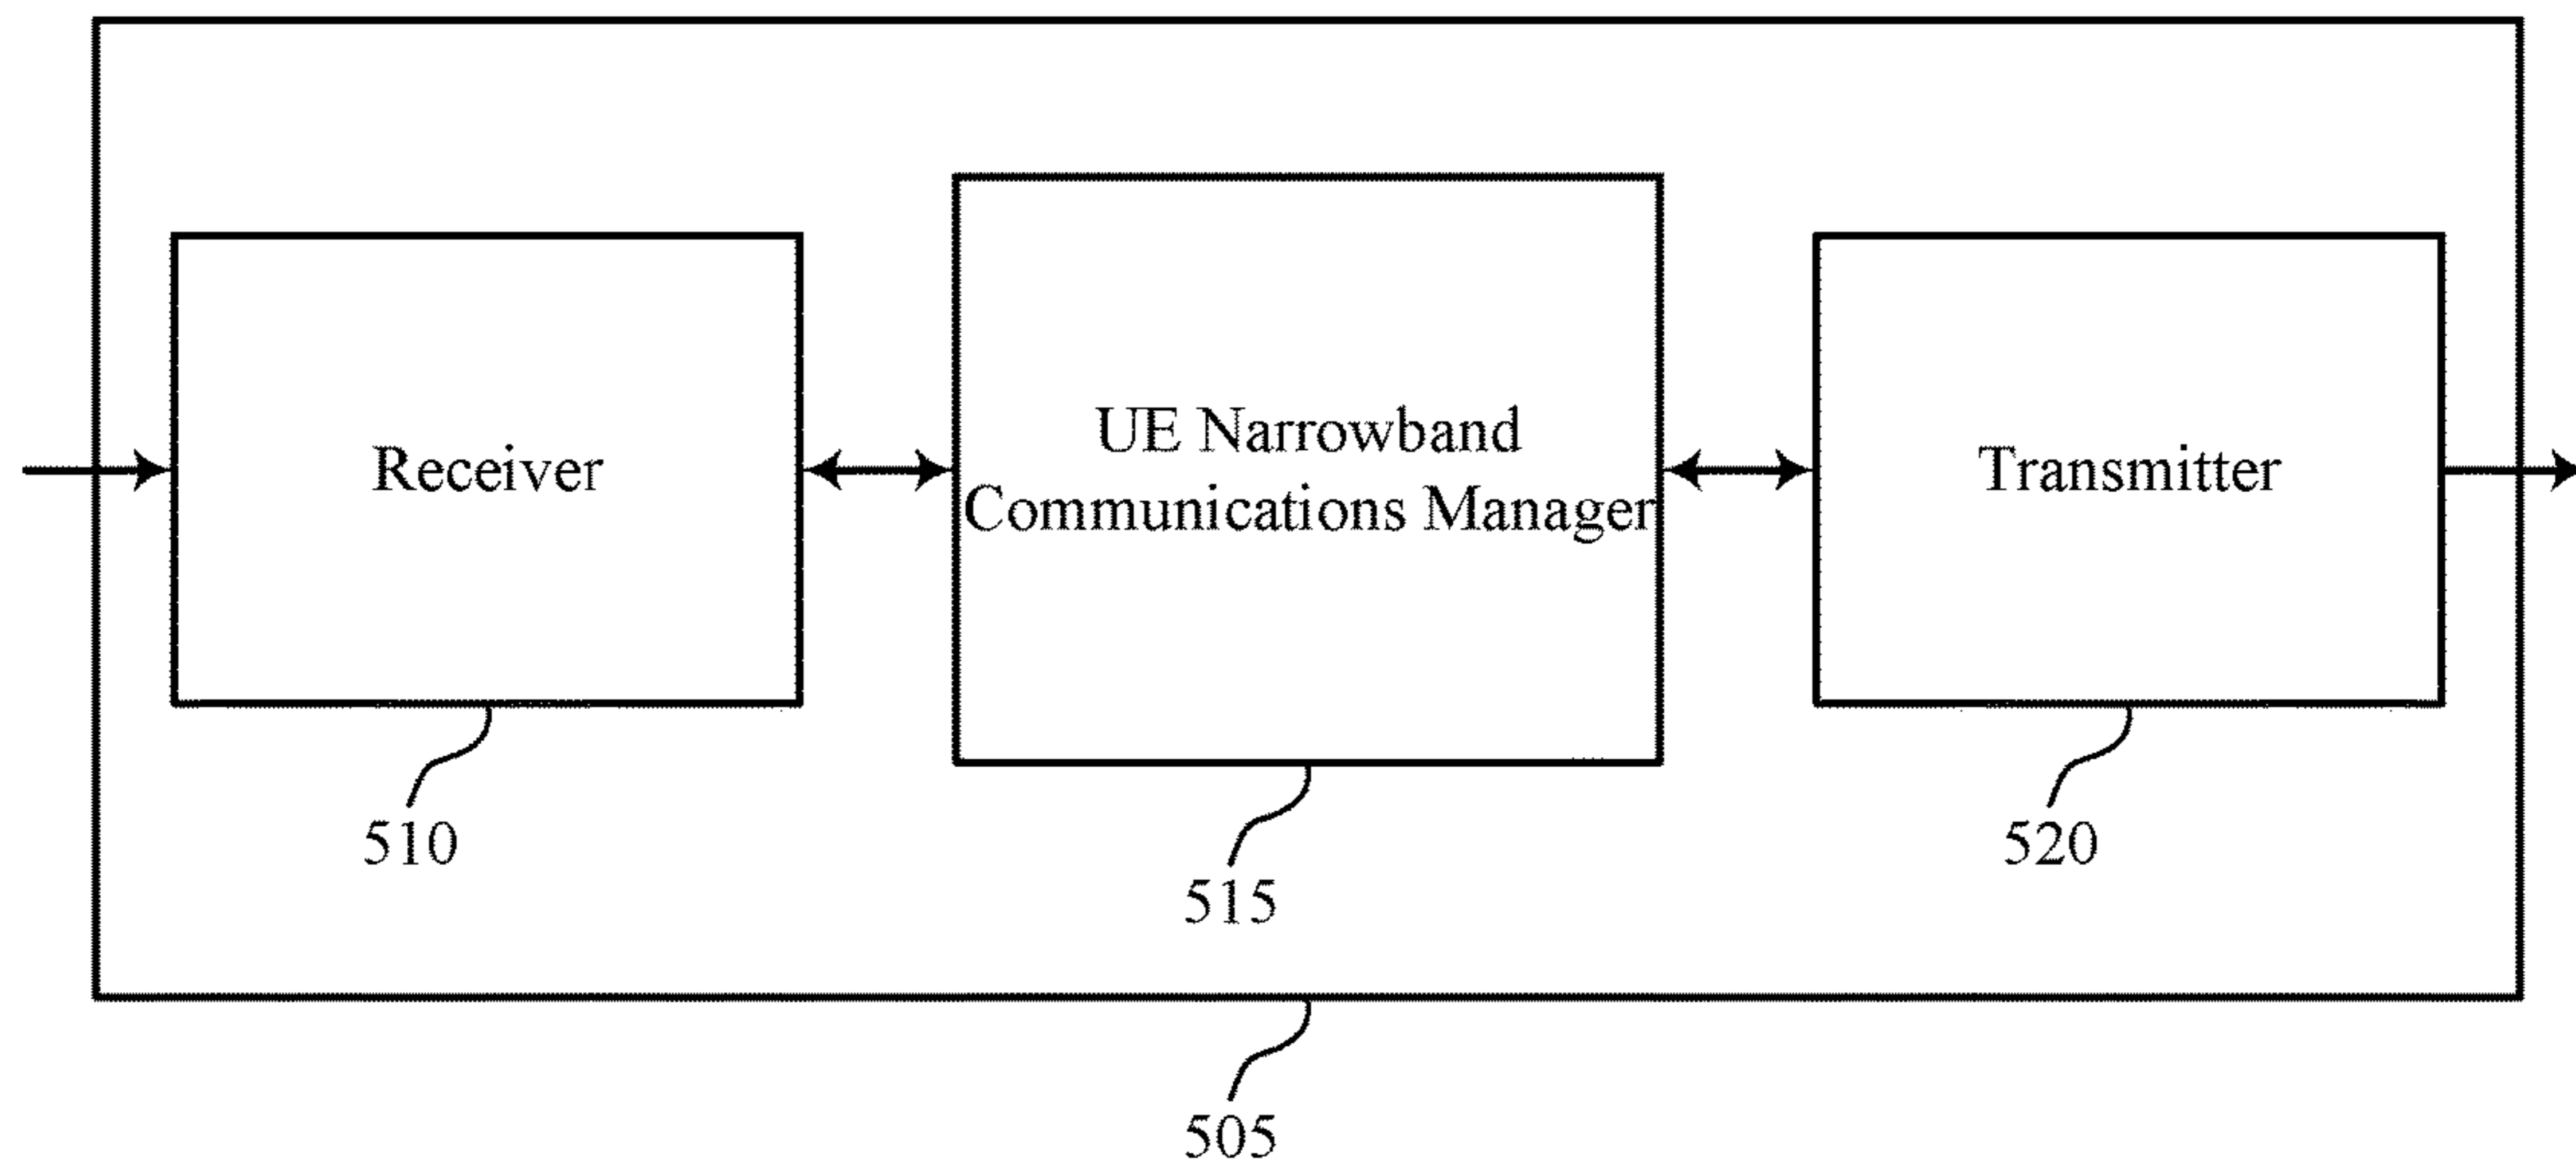 Receiver
UE Narrowband
Communications Manager
Transmitter
510
515
520
505